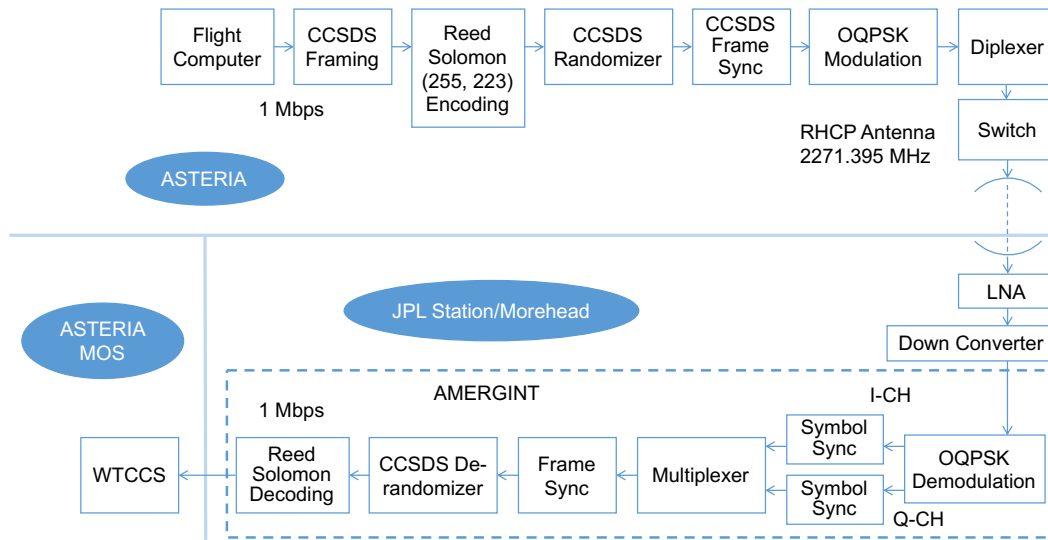 Flight
Computer
CCSDS
Framing
Reed
Solomon
(255, 223)
Encoding
CCSDS
Randomizer
CCSDS
Frame
Sync
OQPSK
Modulation
Diplexer
1 Mbps
RHCP Antenna
2271.395 MHz
Switch
ASTERIA
LNA
JPL Station/Morehead
ASTERIA
MOS
Down Converter
AMERGINT
I-CH
1 Mbps
WTCCS
Reed
Solomon
Decoding
CCSDS De-
randomizer
Frame
Sync
Multiplexer
Symbol
Sync
Symbol
Sync
OQPSK
Demodulation
Q-CH